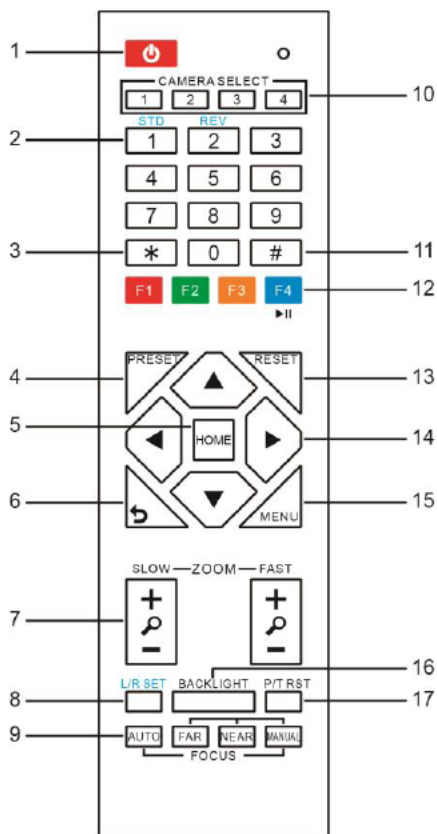 1
CAMERA SELECT
10
1 2 3 4
STD REV
2
1 2 3
4 5 6
7 8 9
3
* 0 #
11
F1 F2 F3 F4
12
PRESET RESET
4
13
5
HOME
14
6
MENU
15
SLOW ZOOM FAST
+ +
7
- -
16
L/R SET BACKLIGHT P/T RST
8
17
9
AUTO FAR NEAR MANUAL
FOCUS